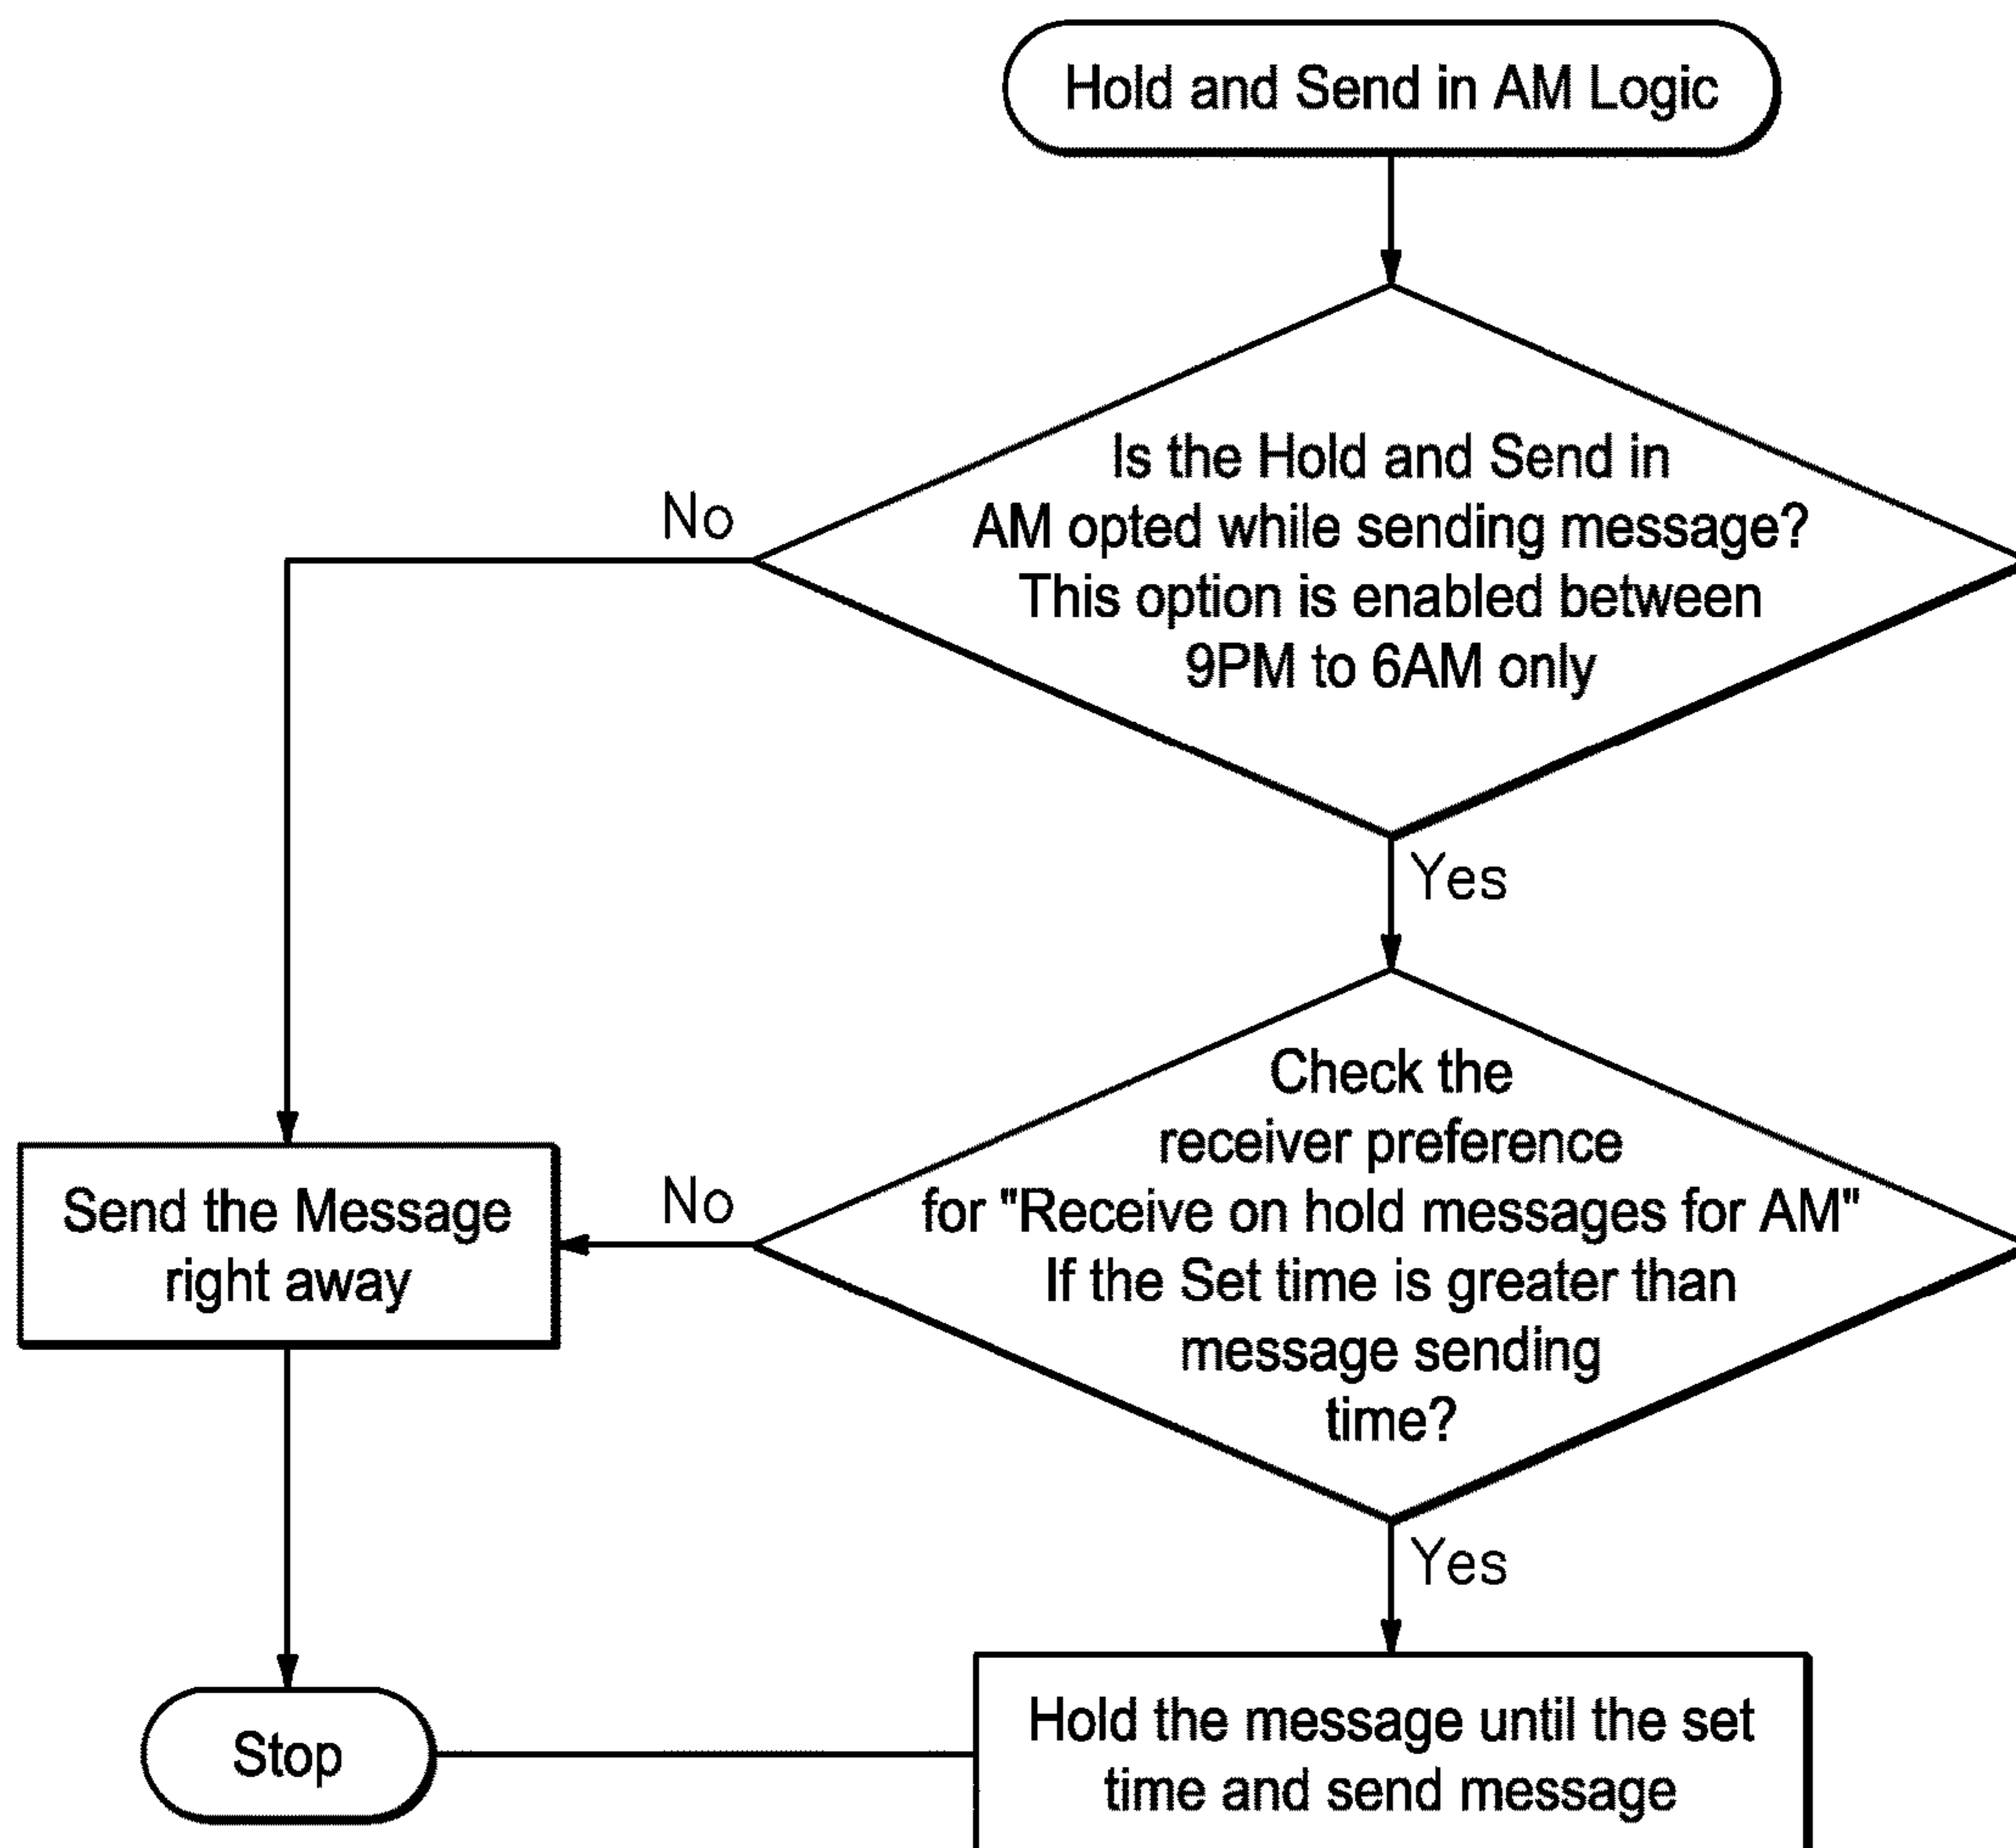 Hold and Send in AM Logic
Is the Hold and Send in
AM opted while sending message?
This option is enabled between
9PM to 6AM only
No
Yes
Check the
receiver preference
for "Receive on hold messages for AM"
If the Set time is greater than
message sending
time?
No
Send the Message
right away
Yes
Hold the message until the set
time and send message
Stop